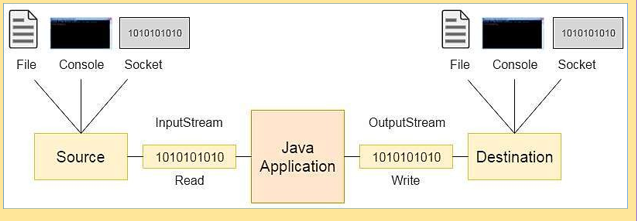 1010101010
1010101010
File
Console
Socket
File
Console
Socket
InputStream
OutputStream
Source
1010101010
Java
Application
1010101010
Destination
Read
Write